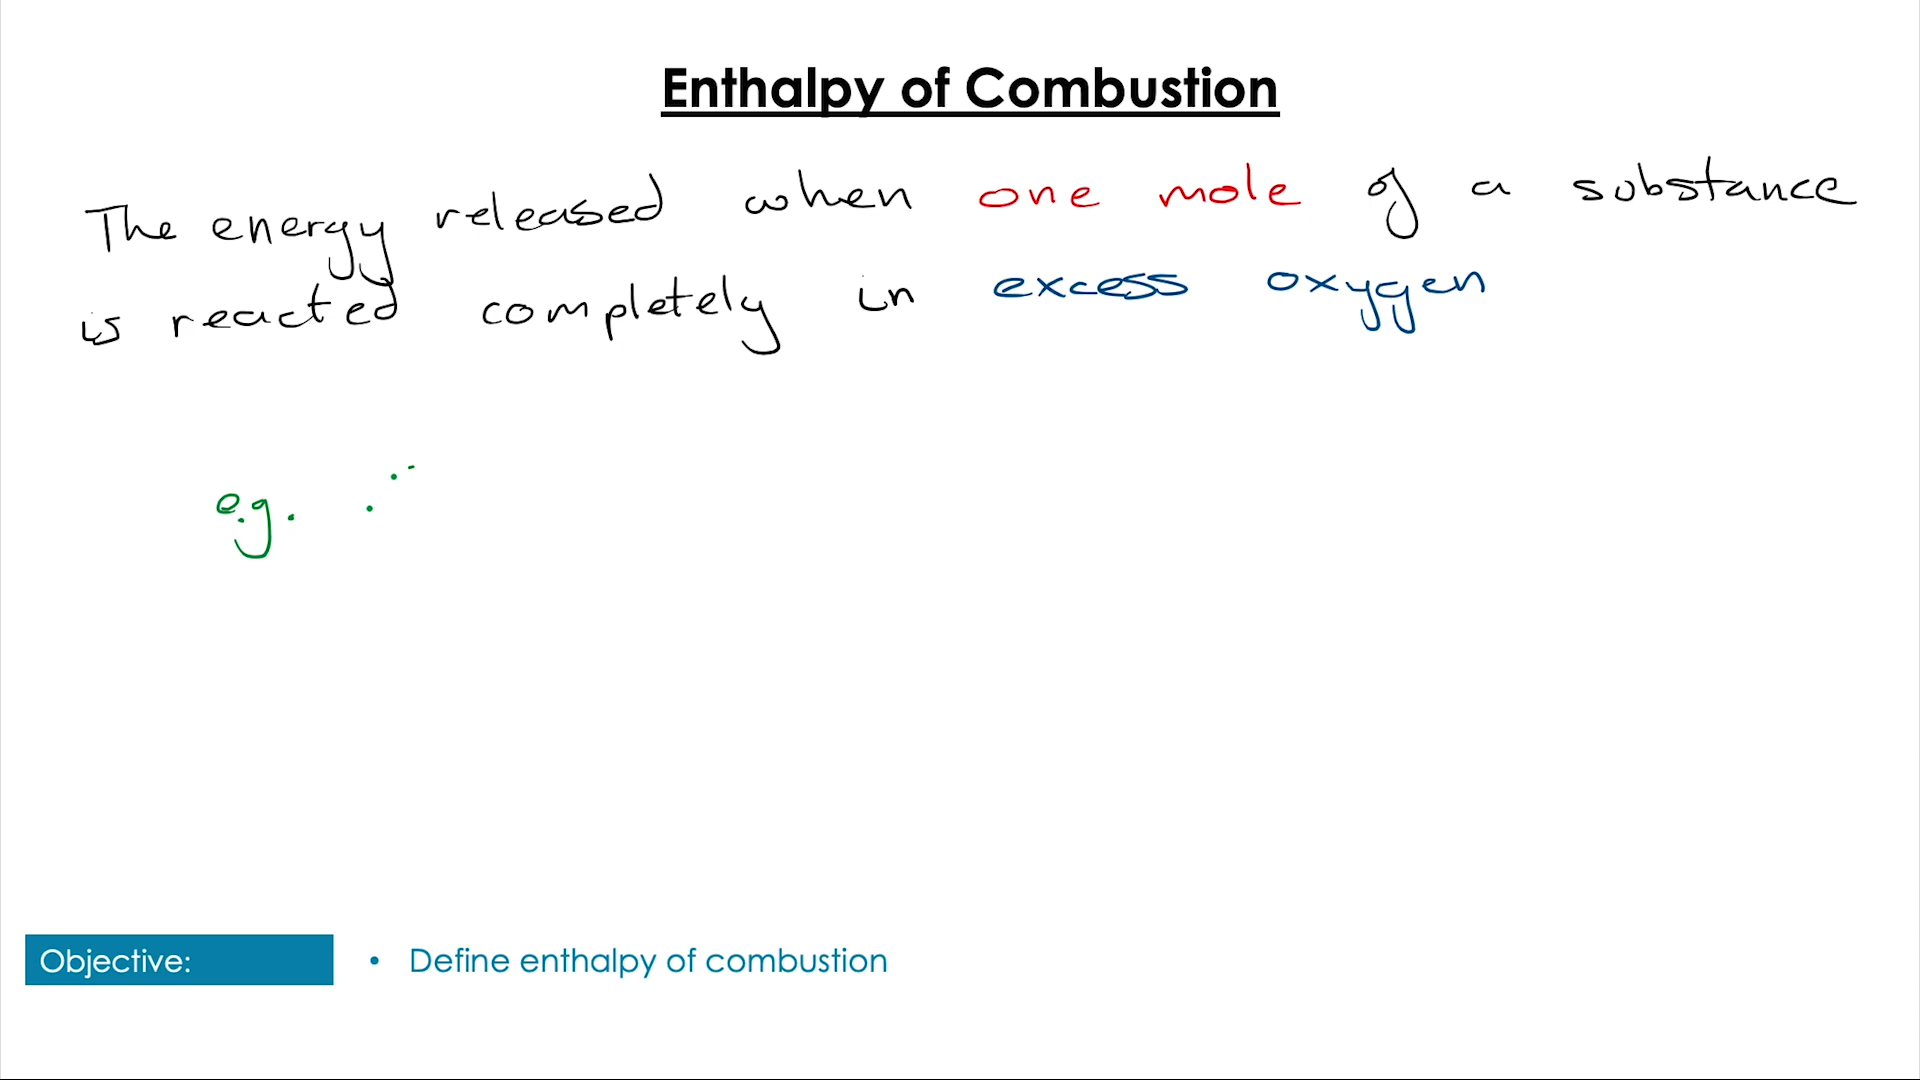 Enthalpy of Combustion
The energy released when one mole of a substance
is reacted completely in excess oxygen
e.g.
Objective:
• Define enthalpy of combustion